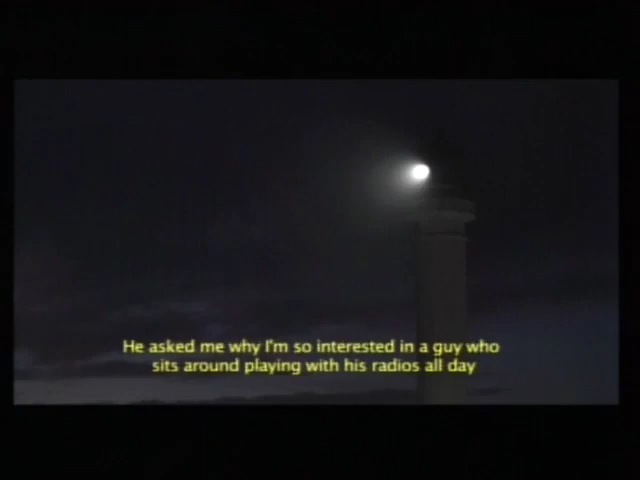 He asked me why I'm so interested in a guy who
sits around playing with his radios all day